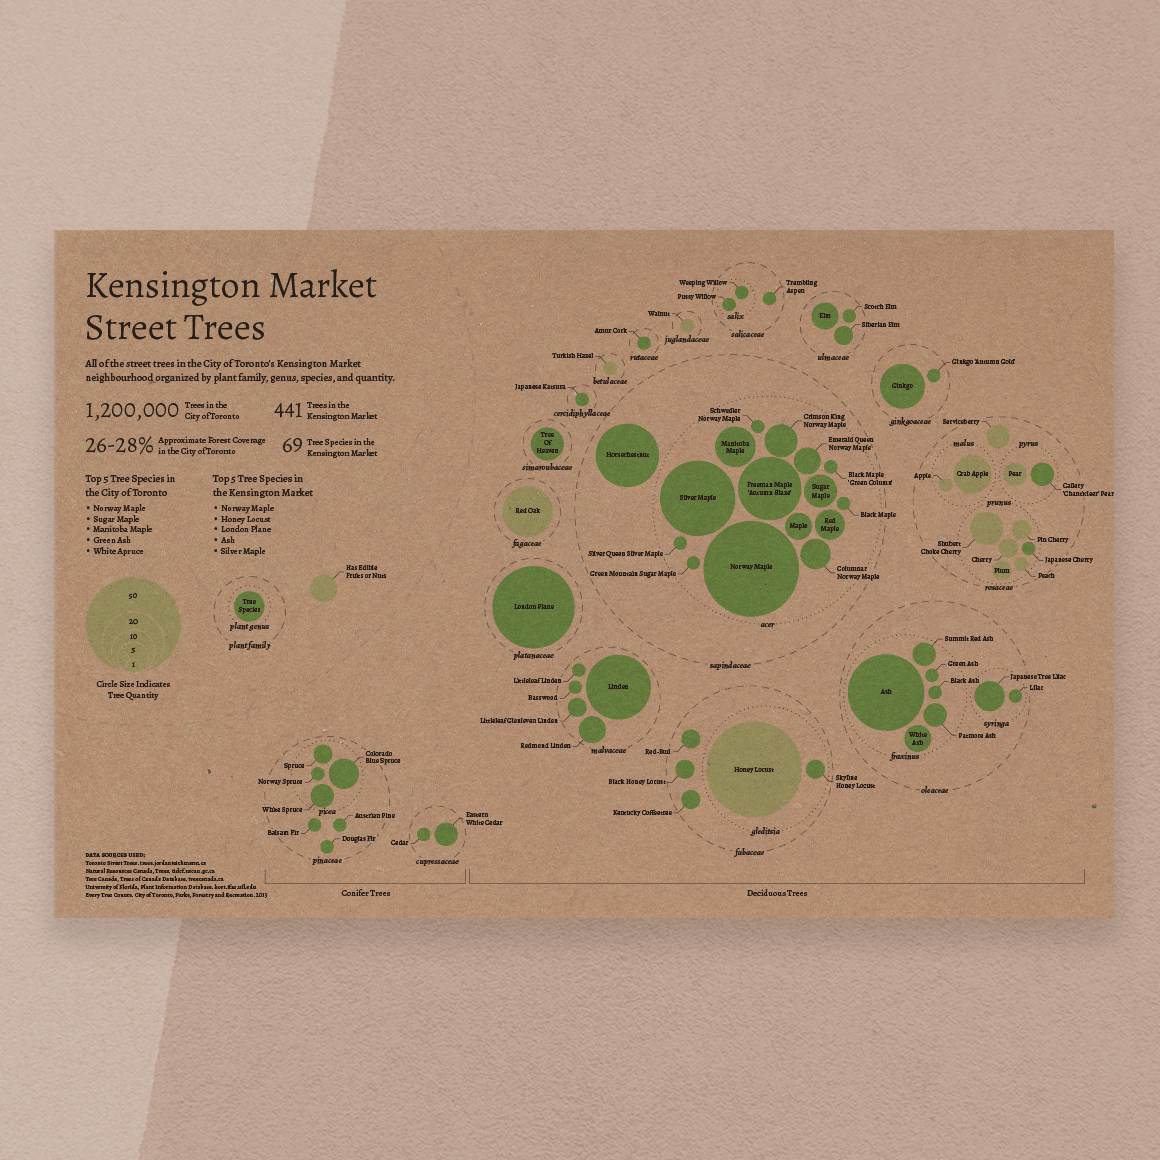 Kensington Market
Street Trees
All of the street trees in the City of Toronto's Kensington Market
neighbourhood organized by plant family, genus, species, and quantity.
1,200,000 Trees in the
City of Toronto
441 Trees in the
Kensington Market
26-28% Approximate Forest Coverage
in the City of Toronto
69 Tree Species in the
Kensington Market
Top 5 Tree Species in
the City of Toronto
• Norway Maple
• Sugar Maple
• Manitoba Maple
• Green Ash
• White Apruce
Top 5 Tree Species in
the Kensington Market
• Norway Maple
• Honey Locust
• London Plane
• Ash
• Silver Maple
50
20
10
5
1
Circle Size Indicates
Tree Quantity
Tree
Species
plant genus
plant family
Has Edible
Fruits or Nuts
Weeping Willow
Pussy Willow
Trembling
Aspen
salix
salicaceae
Walnut
juglandaceae
Amur Cork
rutaceae
Turkish Hazel
betulaceae
Japanese Katsura
cercidiphyllaceae
Tree
Of
Heaven
simaroubaceae
Red Oak
fagaceae
London Plane
platanaceae
Elm
Scotch Elm
Siberian Elm
ulmaceae
Ginkgo
Ginkgo 'Autumn Gold'
ginkgoaceae
Horsechestnut
Schwedler
Norway Maple
Crimson King
Norway Maple
Manitoba
Maple
Emerald Queen
Norway Maple
Silver Maple
Freeman Maple
'Autumn Blaze'
Sugar
Maple
Black Maple
'Green Column'
Black Maple
Maple
Red
Maple
Silver Queen Silver Maple
Green Mountain Sugar Maple
Norway Maple
Columnar
Norway Maple
acer
sapindaceae
Serviceberry
malus
pyrus
Apple
Crab Apple
Pear
Callery
'Chanticleer' Pear
prunus
Shubert
Choke Cherry
Pin Cherry
Cherry
Japanese Cherry
Plum
Peach
rosaceae
Littleleaf Linden
Basswood
Littleleaf Glenleven Linden
Redmond Linden
Linden
malvaceae
Red-Bud
Black Honey Locust
Kentucky Coffeetree
Honey Locust
Skyline
Honey Locust
gleditsia
fabaceae
Summit Red Ash
Green Ash
Black Ash
Ash
Patmore Ash
White
Ash
fraxinus
Japanese Tree Lilac
Lilac
syringa
oleaceae
Spruce
Colorado
Blue Spruce
Norway Spruce
White Spruce
picea
Austrian Pine
Balsam Fir
Douglas Fir
pinaceae
Eastern
White Cedar
Cedar
cupressaceae
DATA SOURCES USED:
Toronto Street Trees.
Natural Resources Canada, Trees. tidcf.nrcan.gc.ca
Tree Canada, Trees of Canada Database. treecanada.ca
University of Florida, Plant Information Database. hort.ifas.ufl.edu
Every Tree Counts. City of Toronto, Parks, Forestry and Recreation. 2013
Conifer Trees
Deciduous Trees